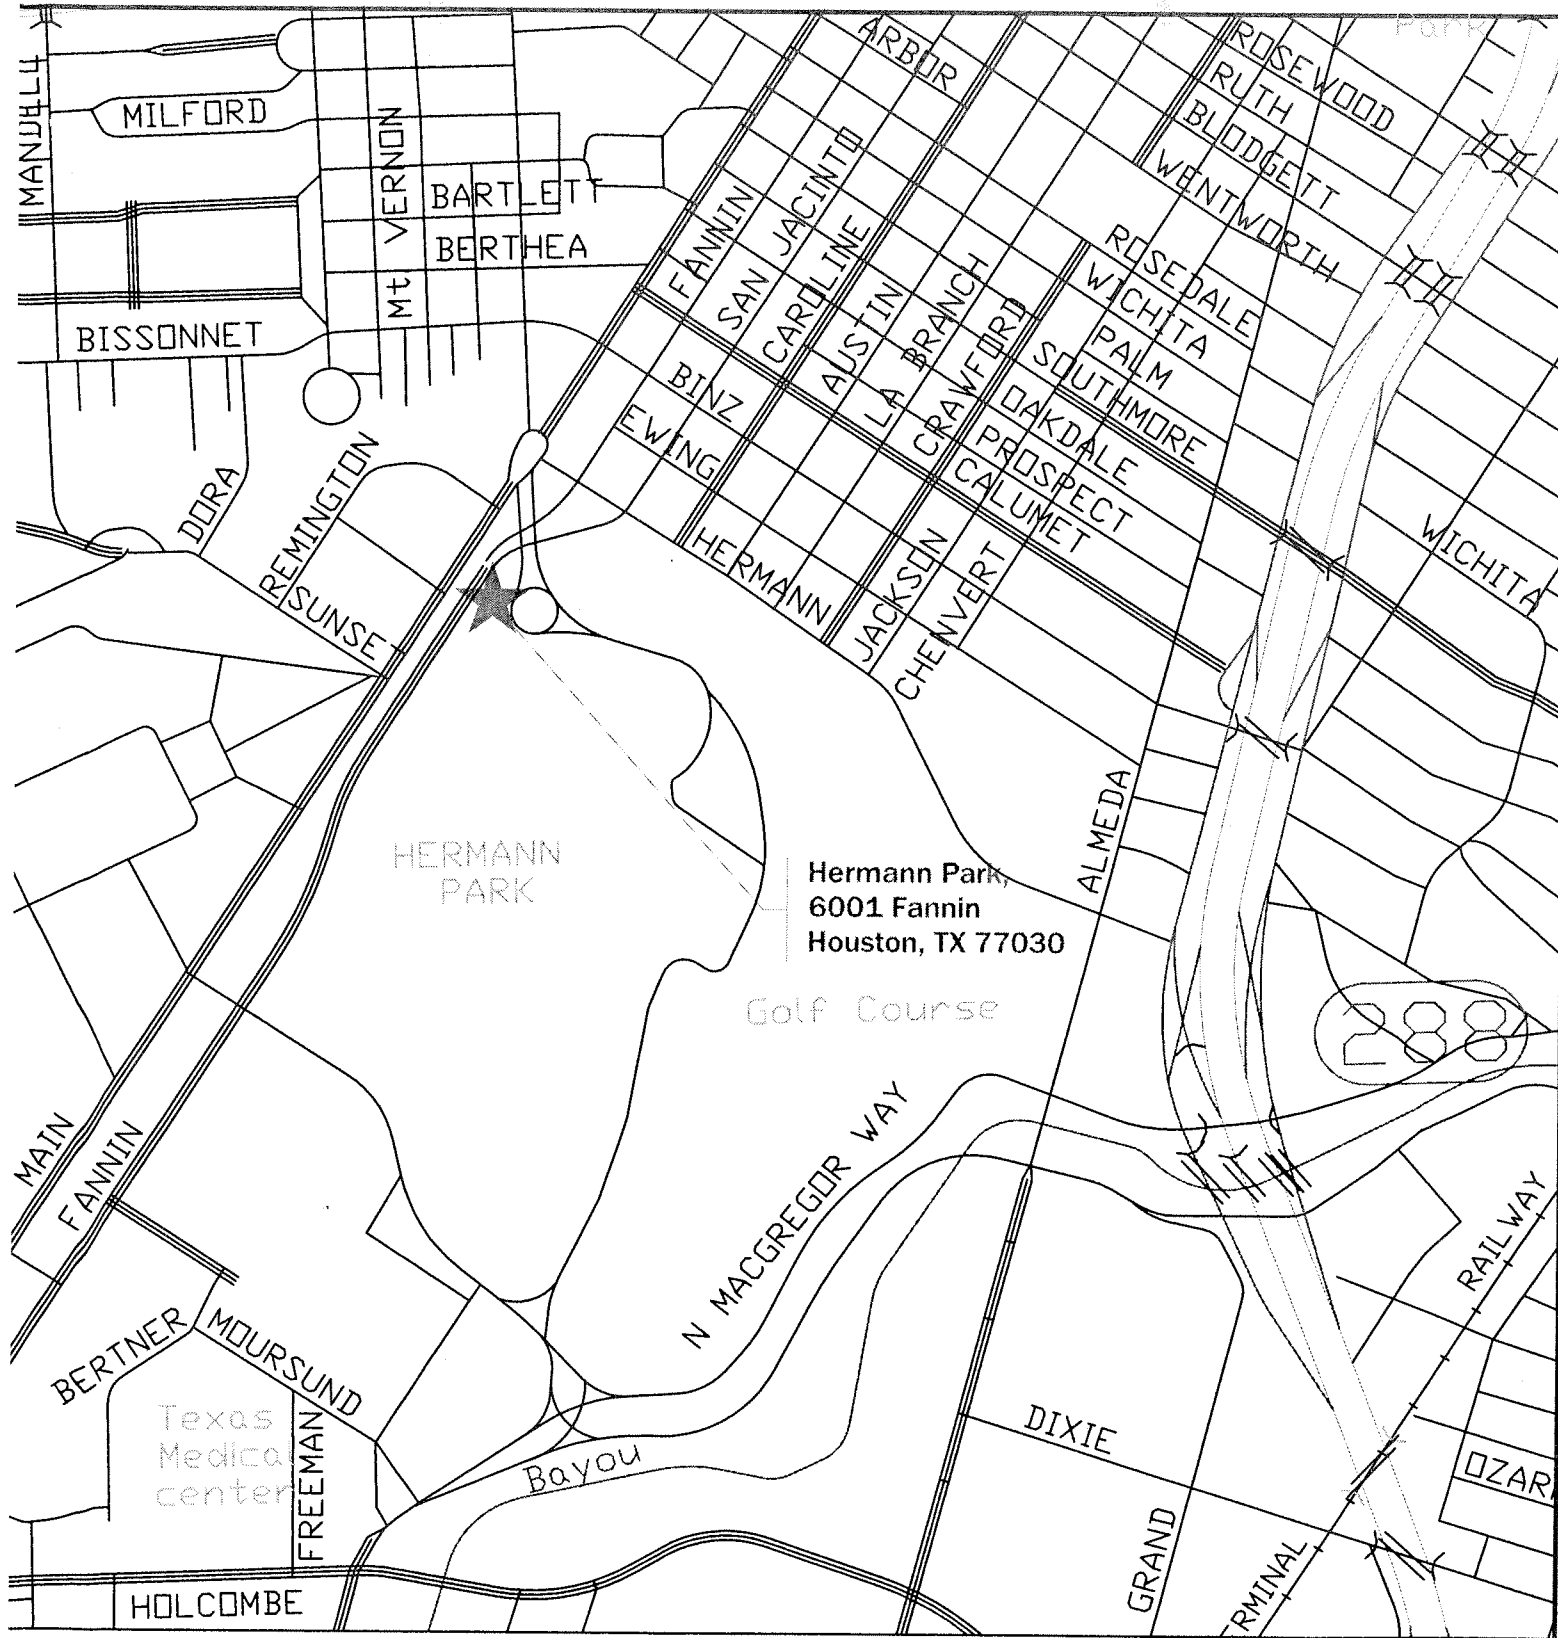 Park
ARBOR
ROSEWOOD
RUTH
BLODGETT
WENTWORTH
MANDELL
MILFORD
Mt VERNON
BARTLETT
BERTHEA
BISSONNET
FANNIN
SAN JACINTO
CAROLINE
AUSTIN
LA BRANCH
CRAWFORD
ROSEDALE
WICHITA
PALM
SOUTHMORE
OAKDALE
PROSPECT
CALUMET
BINZ
EWING
HERMANN
JACKSON
CHENVERT
WICHITA
DORA
REMINGTON
SUNSE
ALMEDA
HERMANN
PARK
Hermann Park,
6001 Fannin
Houston, TX 77030
Golf Course
288
MAIN
FANNIN
N MACGREGOR WAY
RAILWAY
BERTNER
MOURSUND
Texas
Medical
center
FREEMAN
Bayou
DIXIE
OZAR
GRAND
RMINAL
HOLCOMBE